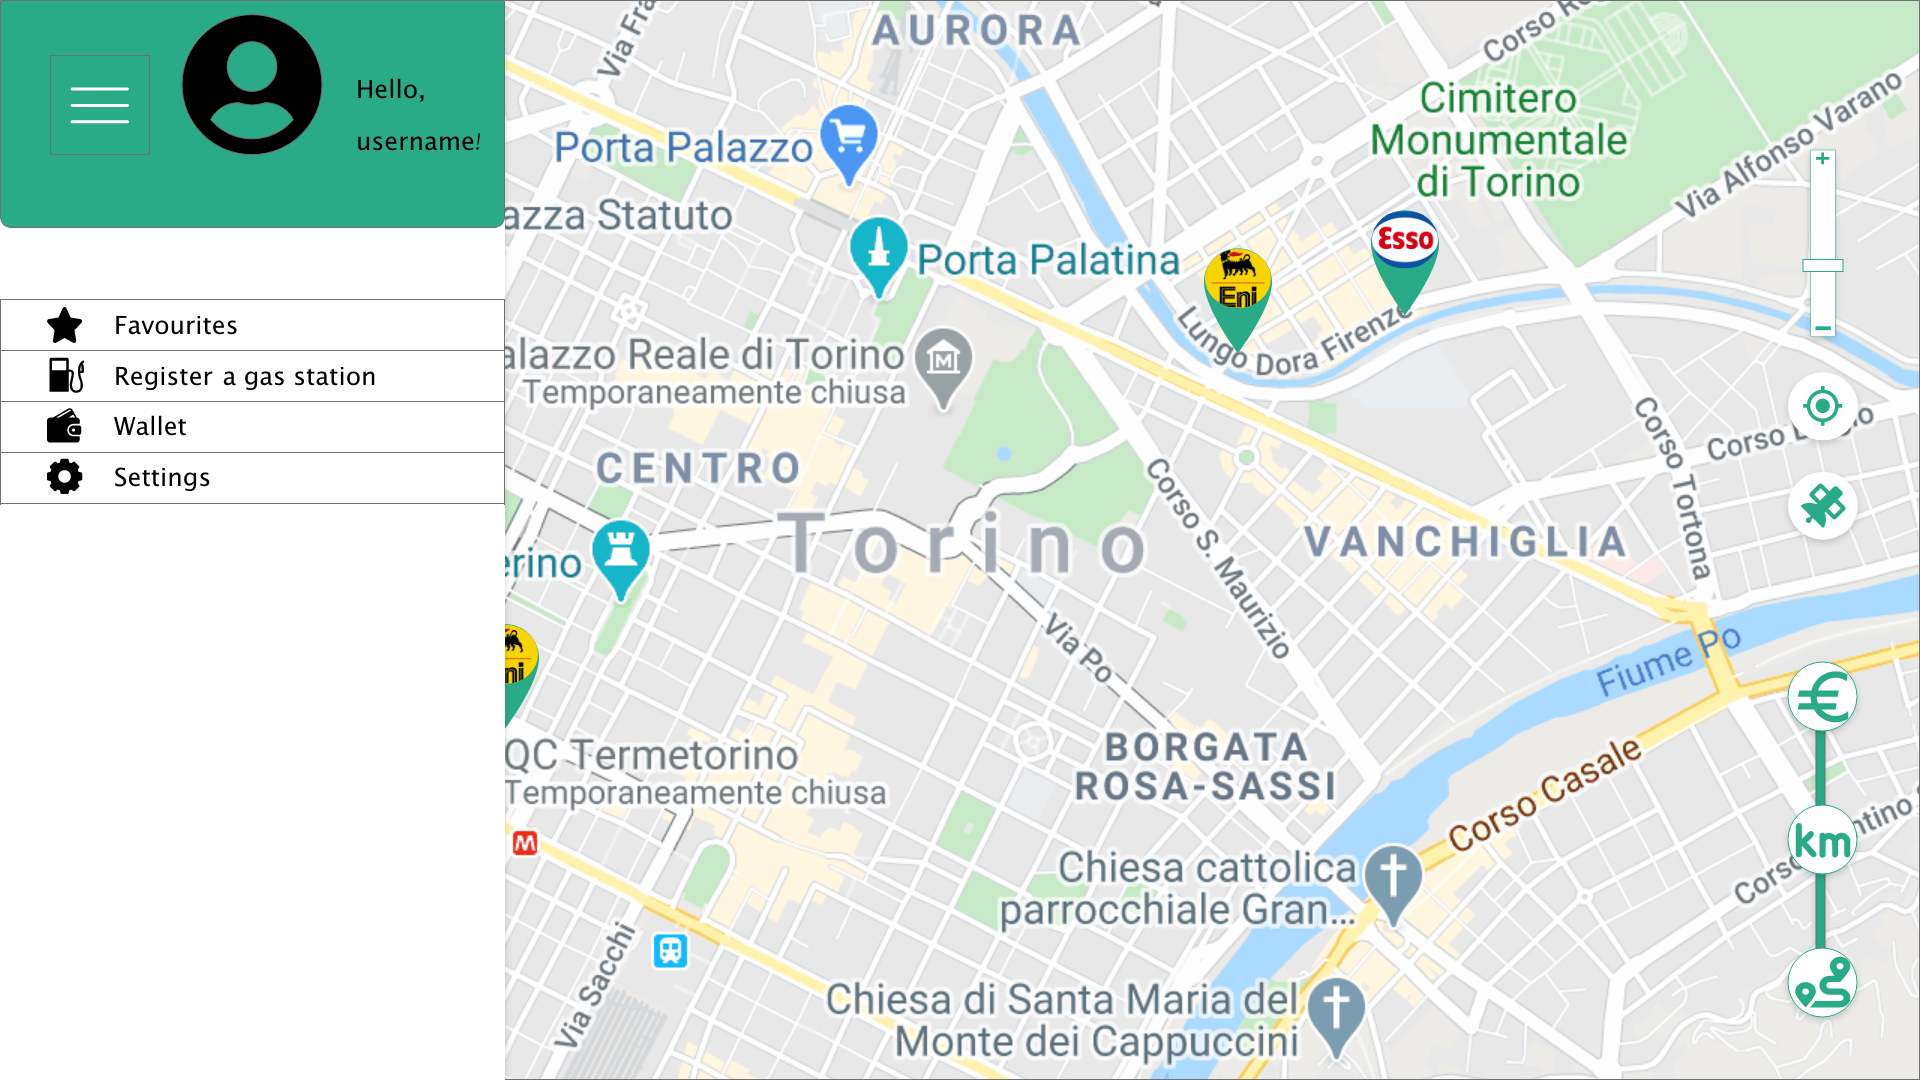 Hello,
username!
Favourites
Register a gas station
Wallet
Settings
AURORA
Via Fra
Corso Ro
Cimitero
Monumentale
di Torino
Via Alfonso Varano
Porta Palazzo
azza Statuto
Porta Palatina
Eni
Esso
Lungo Dora Firenze
alazzo Reale di Torino
Temporaneamente chiusa
M
CENTRO
Torino
erino
Corso S. Maurizio
VANCHIGLIA
Corso Tortona
Corso
Via Po
Fiume Po
ni
QC Termetorino
Temporaneamente chiusa
BORGATA
ROSA-SASSI
Corso Casale
M
Chiesa cattolica
parrocchiale Gran...
Via Sacchi
Chiesa di Santa Maria del
Monte dei Cappuccini
+
−
€
km
Corso
ntino